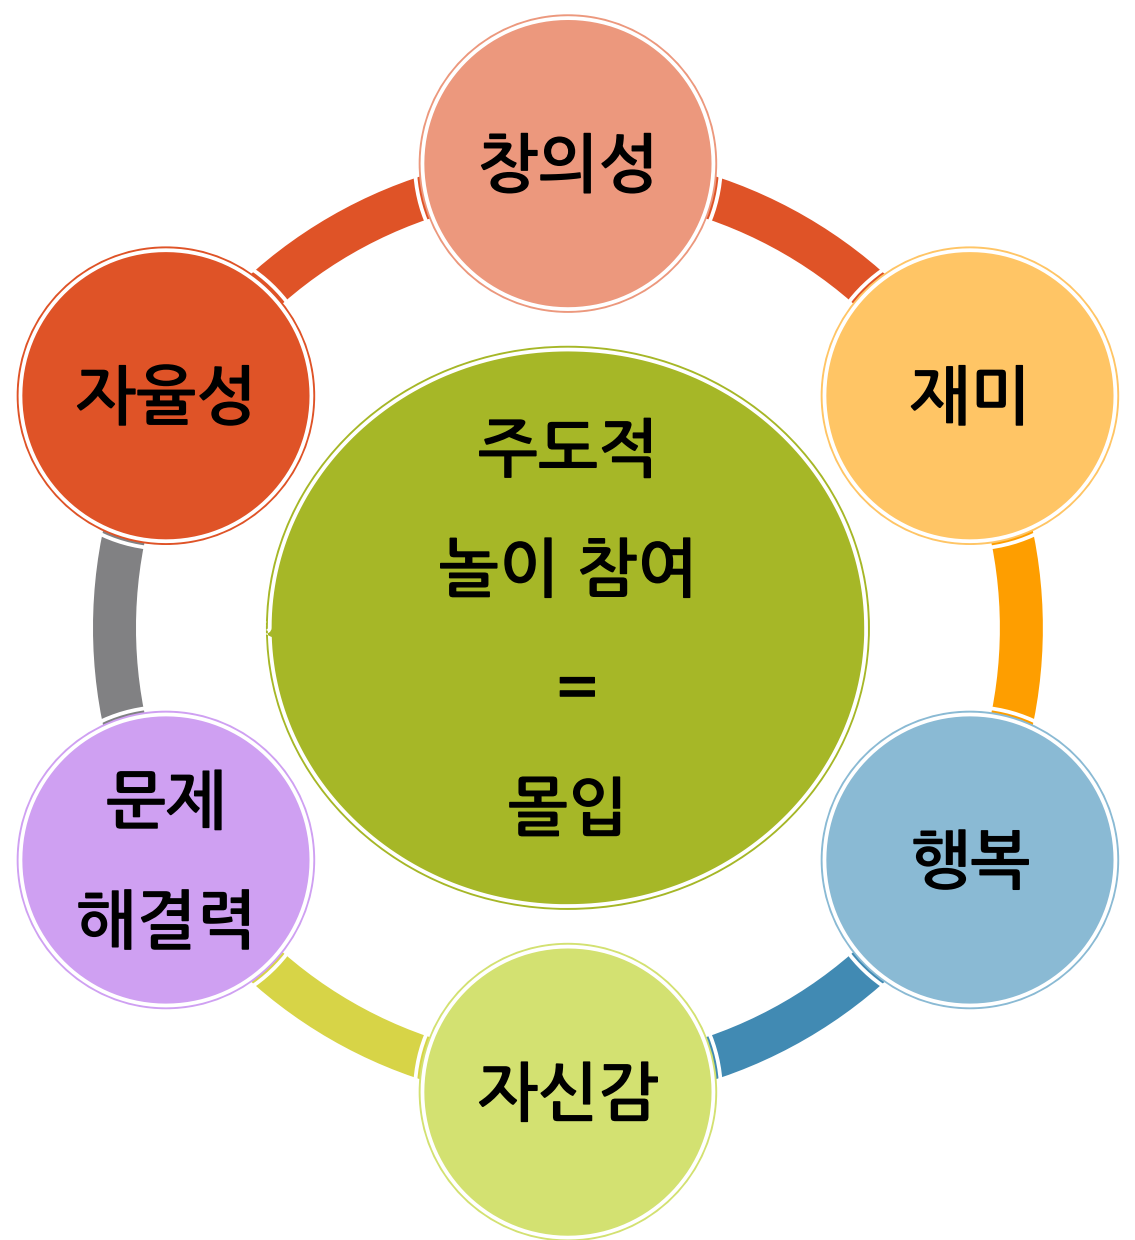 창의성
재미
행복
자신감
문제
해결력
자율성
주도적
놀이 참여
=
몰입